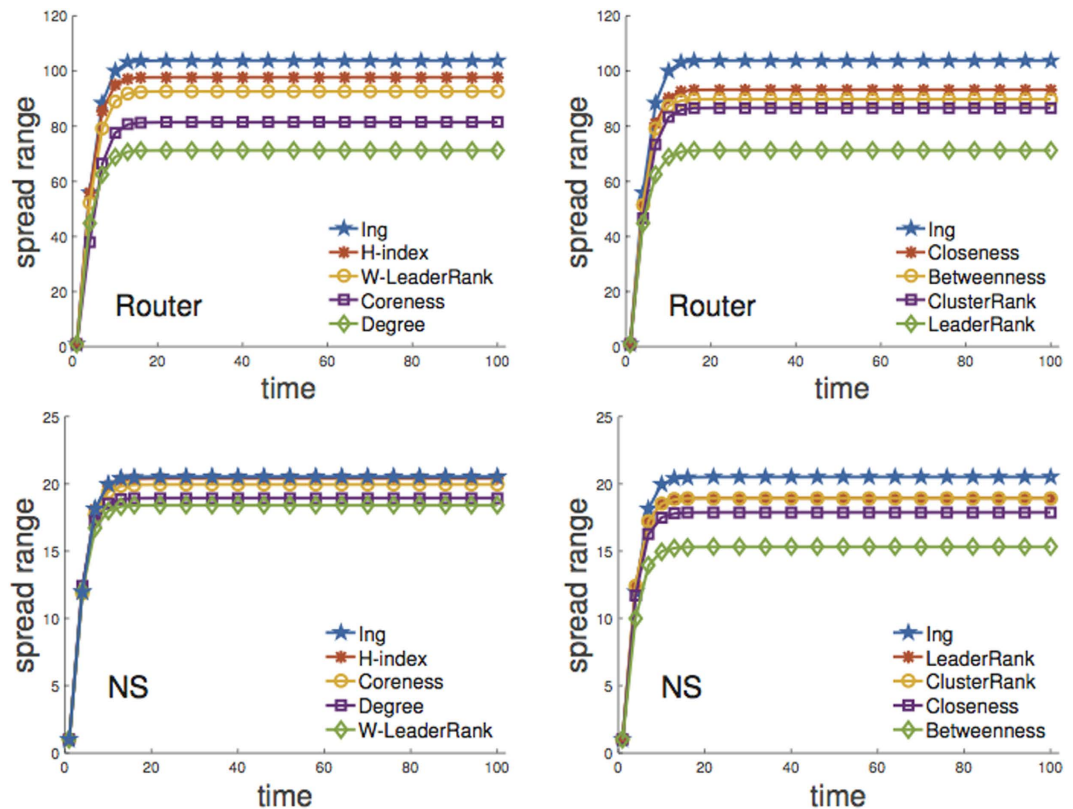 120
100
80
60
40
20
0
spread range
Ing
H-index
W-LeaderRank
Coreness
Degree
Router
0 20 40 60 80 100
time
120
100
80
60
40
20
0
spread range
Ing
Closeness
Betweenness
ClusterRank
LeaderRank
Router
0 20 40 60 80 100
time
25
20
15
10
5
0
spread range
Ing
H-index
Coreness
Degree
W-LeaderRank
NS
0 20 40 60 80 100
time
25
20
15
10
5
0
spread range
Ing
LeaderRank
ClusterRank
Closeness
Betweenness
NS
0 20 40 60 80 100
time